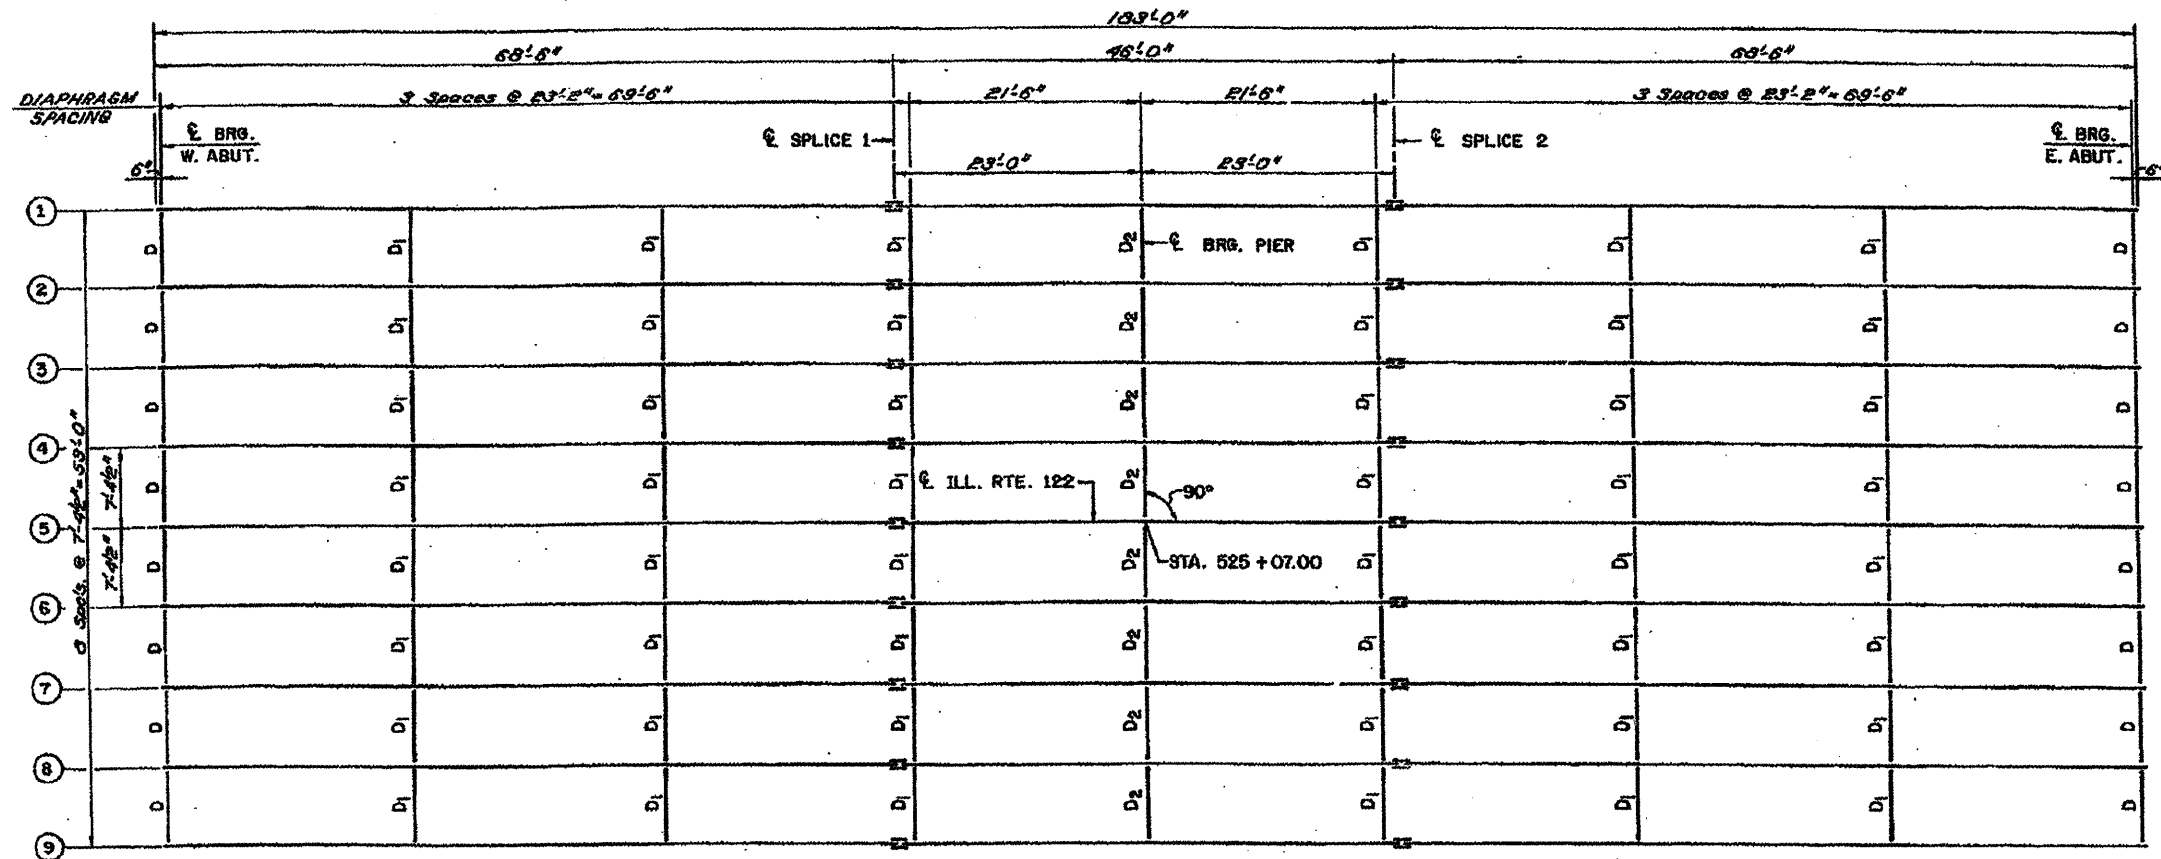 183'-0"
68'-6" 46'-0" 68'-6"
DIAPHRAGM SPACING
3 Spaces @ 23'-2" = 69'-6" 21'-6" 21'-6" 3 Spaces @ 23'-2" = 69'-6"
℄ BRG.
W. ABUT.
℄ SPLICE 1
℄ SPLICE 2
℄ BRG.
E. ABUT.
6" 23'-0" 23'-0" 6"
1
D D1 D1 D1 D2 ℄ BRG. PIER D1 D1 D1 D
2
D D1 D1 D1 D2 D1 D1 D1 D
3
D D1 D1 D1 D2 D1 D1 D1 D
4
D D1 D1 D1 ℄ ILL. RTE. 122 D2 90° D1 D1 D1 D
5
D D1 D1 D1 D2 STA. 525+07.00 D1 D1 D1 D
6
D D1 D1 D1 D2 D1 D1 D1 D
7
D D1 D1 D1 D2 D1 D1 D1 D
8
D D1 D1 D1 D2 D1 D1 D1 D
9
8 Spa's. @ 7'-4½" = 59'-0"
7'-4½" 7'-4½"